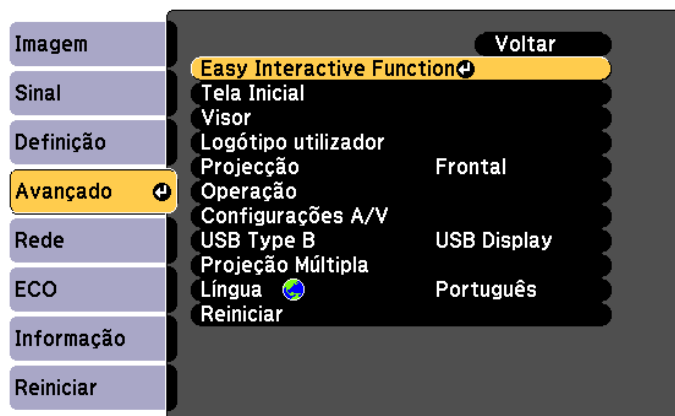 Imagem
Sinal
Definição
Avançado
Rede
ECO
Informação
Reiniciar
Voltar
Easy Interactive Function
Tela Inicial
Visor
Logótipo utilizador
Projecção Frontal
Operação
Configurações A/V
USB Type B USB Display
Projeção Múltipla
Língua Português
Reiniciar